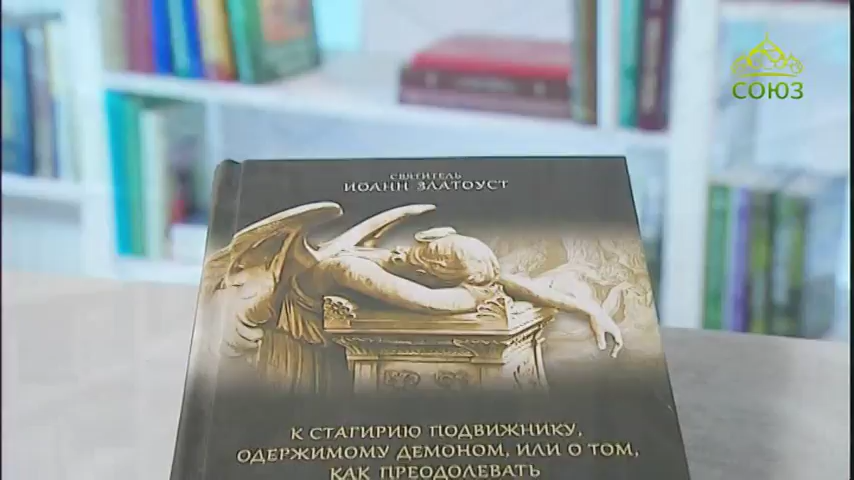 СОЮЗ
СВЯТИТЕЛЬ
ИОАНН ЗЛАТОУСТ
К СТАГИРИЮ ПОДВИЖНИКУ,
ОДЕРЖИМОМУ ДЕМОНОМ, ИЛИ О ТОМ,
КАК ПРЕОДОЛЕВАТЬ